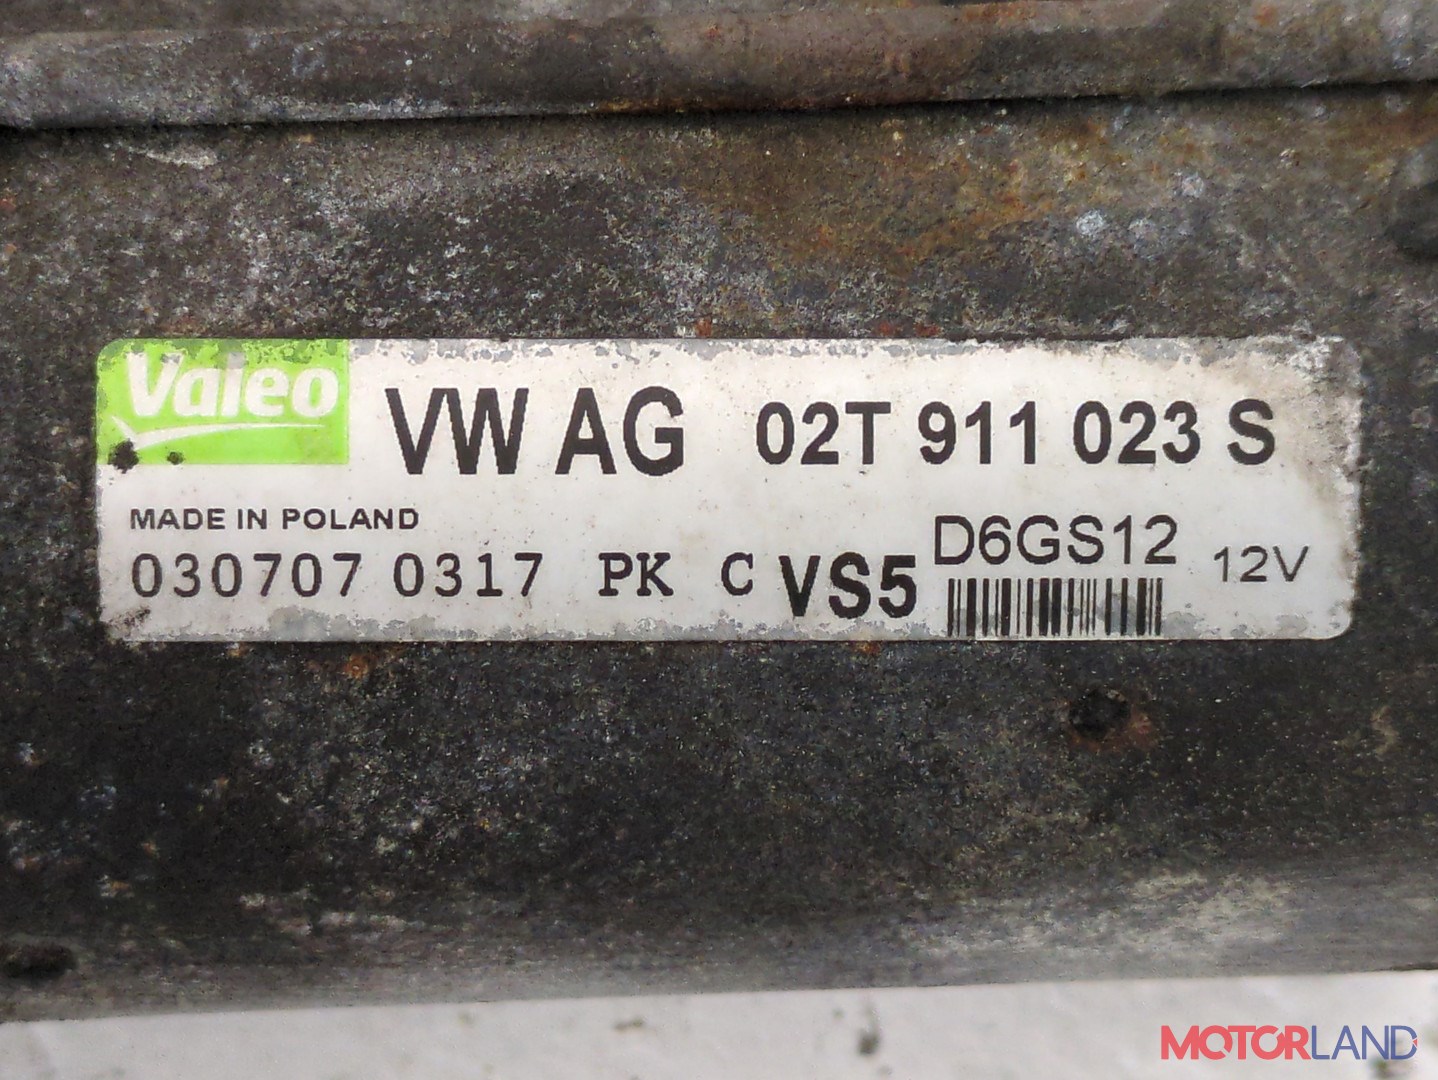 Valeo VW AG 02T 911 023 S
MADE IN POLAND
030707 0317 PK C VS5 D6GS12 12V
MOTORLAND